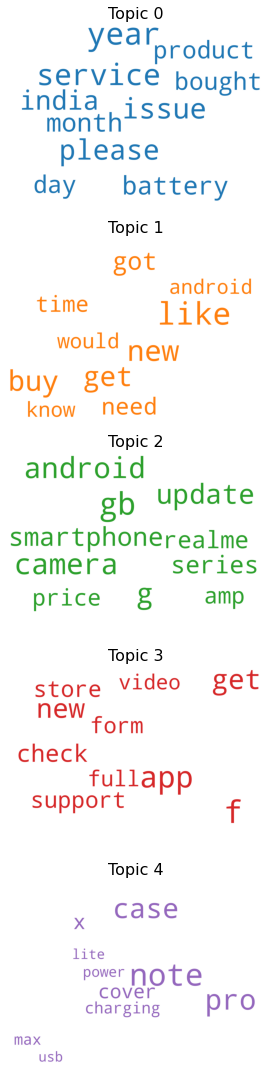 Topic 0
year
product
service
bought
india
issue
month
please
day battery
Topic 1
got
android
time
like
would
new
buy get
know need
Topic 2
android
gb update
smartphone realme
camera series
price g amp
Topic 3
store video get
new
form
check
full app
support
f
Topic 4
case
x
lite
power note
cover
charging pro
max
usb